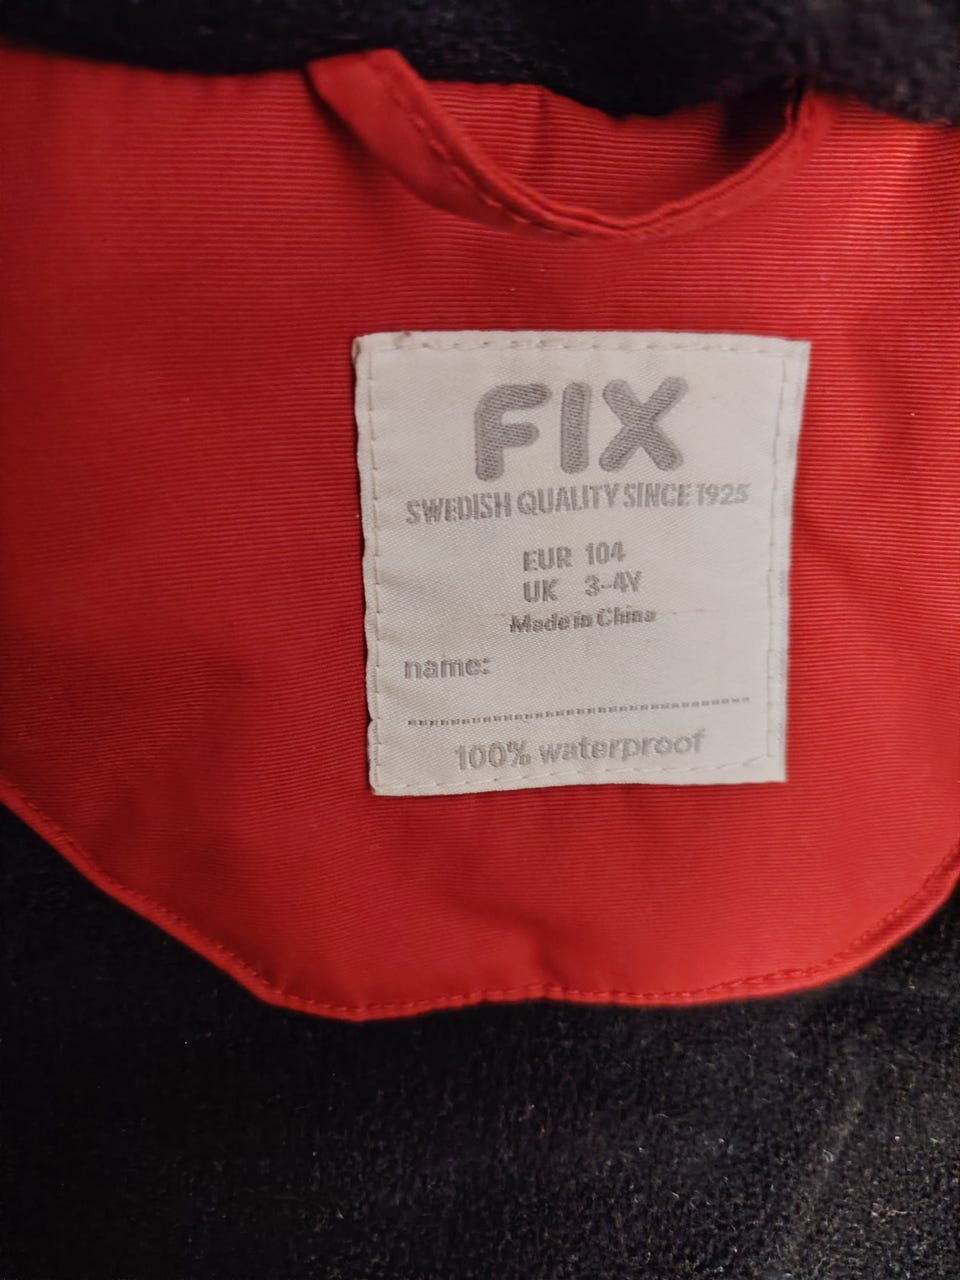 FIX
SWEDISH QUALITY SINCE 1925
EUR 104
UK 3-4Y
Made in China
name:
100% waterproof